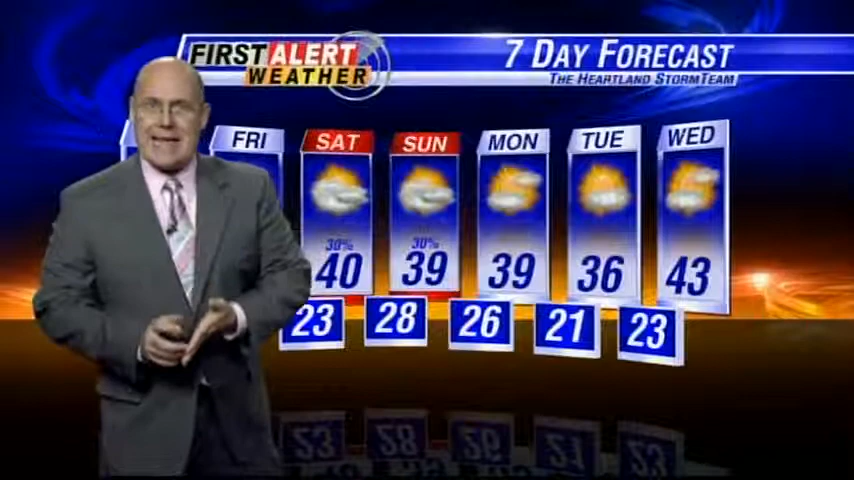 FIRST ALERT
WEATHER
7 DAY FORECAST
THE HEARTLAND STORMTEAM
FRI SAT SUN MON TUE WED
30% 30%
40 39 39 36 43
23 28 26 21 23